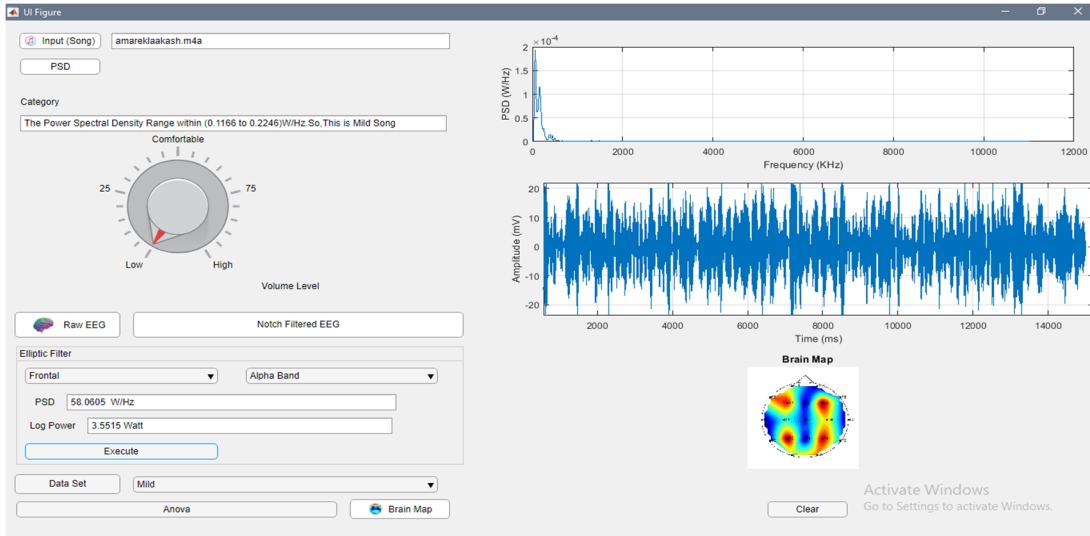 UI Figure
Input (Song)
amareklaakash.m4a
PSD
Category
The Power Spectral Density Range within (0.1166 to 0.2246)W/Hz.So,This is Mild Song
Comfortable
25
75
Low
High
Volume Level
Raw EEG
Notch Filtered EEG
Elliptic Filter
Frontal
Alpha Band
PSD
58.0605 W/Hz
Log Power
3.5515 Watt
Execute
Data Set
Mild
Anova
Brain Map
×10⁻⁴
2
1.5
1
0.5
0
PSD (W/Hz)
0 2000 4000 6000 8000 10000 12000
Frequency (KHz)
20
10
0
-10
-20
Amplitude (mV)
2000 4000 6000 8000 10000 12000 14000
Time (ms)
Brain Map
Clear
Activate Windows
Go to Settings to activate Windows.